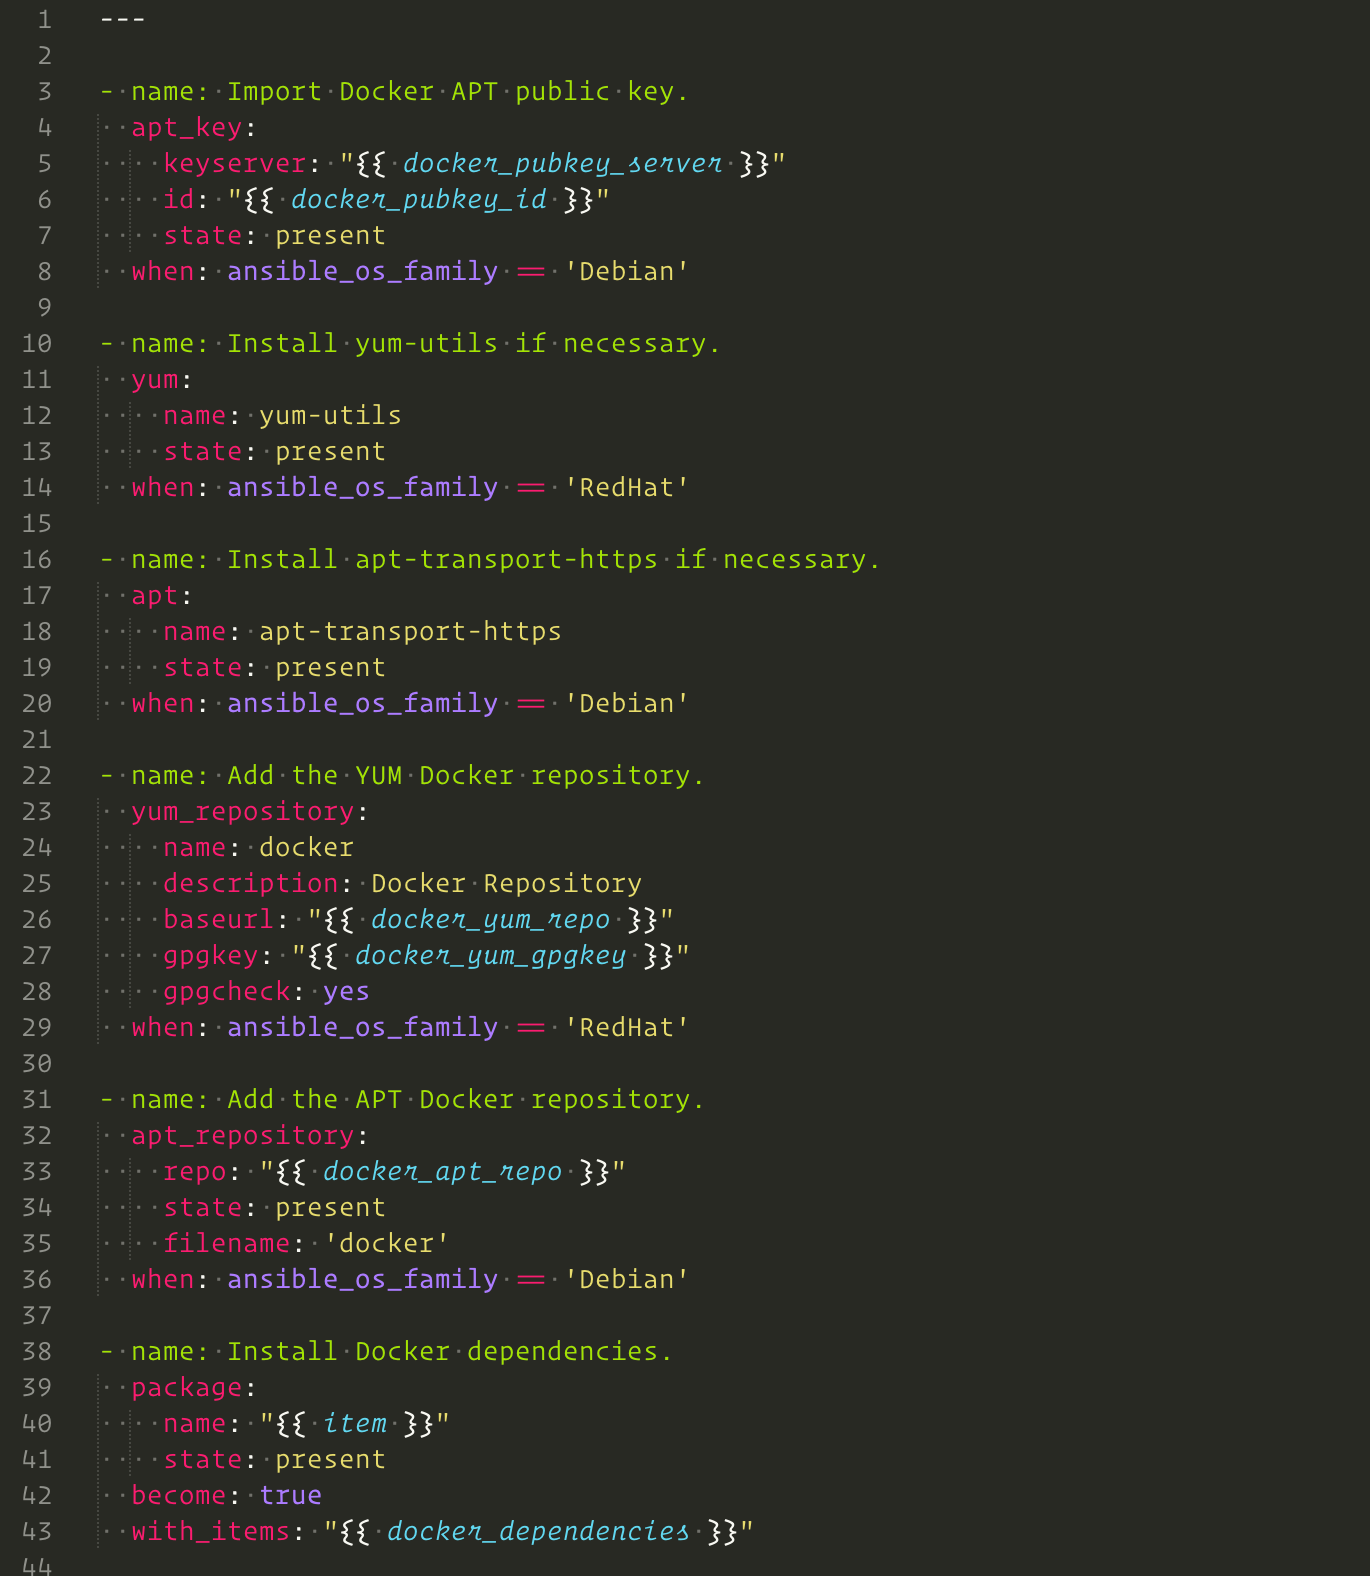 1 ---
2
3 - name: Import Docker APT public key.
4   apt_key:
5     keyserver: "{{ docker_pubkey_server }}"
6     id: "{{ docker_pubkey_id }}"
7     state: present
8   when: ansible_os_family == 'Debian'
9
10 - name: Install yum-utils if necessary.
11   yum:
12     name: yum-utils
13     state: present
14   when: ansible_os_family == 'RedHat'
15
16 - name: Install apt-transport-https if necessary.
17   apt:
18     name: apt-transport-https
19     state: present
20   when: ansible_os_family == 'Debian'
21
22 - name: Add the YUM Docker repository.
23   yum_repository:
24     name: docker
25     description: Docker Repository
26     baseurl: "{{ docker_yum_repo }}"
27     gpgkey: "{{ docker_yum_gpgkey }}"
28     gpgcheck: yes
29   when: ansible_os_family == 'RedHat'
30
31 - name: Add the APT Docker repository.
32   apt_repository:
33     repo: "{{ docker_apt_repo }}"
34     state: present
35     filename: 'docker'
36   when: ansible_os_family == 'Debian'
37
38 - name: Install Docker dependencies.
39   package:
40     name: "{{ item }}"
41     state: present
42   become: true
43   with_items: "{{ docker_dependencies }}"
44